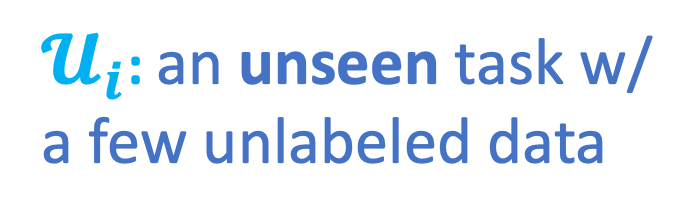 𝒰ᵢ: an unseen task w/
a few unlabeled data